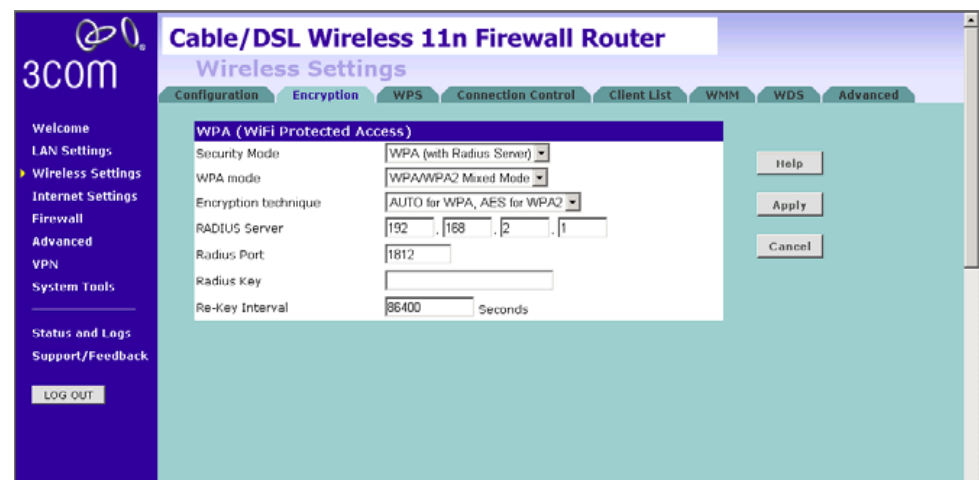 3COM
Cable/DSL Wireless 11n Firewall Router
Wireless Settings
Configuration Encryption WPS Connection Control Client List WMM WDS Advanced
Welcome
LAN Settings
Wireless Settings
Internet Settings
Firewall
Advanced
VPN
System Tools
Status and Logs
Support/Feedback
LOG OUT
WPA (WiFi Protected Access)
Security Mode WPA (with Radius Server)
WPA mode WPA/WPA2 Mixed Mode
Encryption technique AUTO for WPA, AES for WPA2
RADIUS Server 192 . 168 . 2 . 1
Radius Port 1812
Radius Key
Re-Key Interval 86400 Seconds
Help
Apply
Cancel